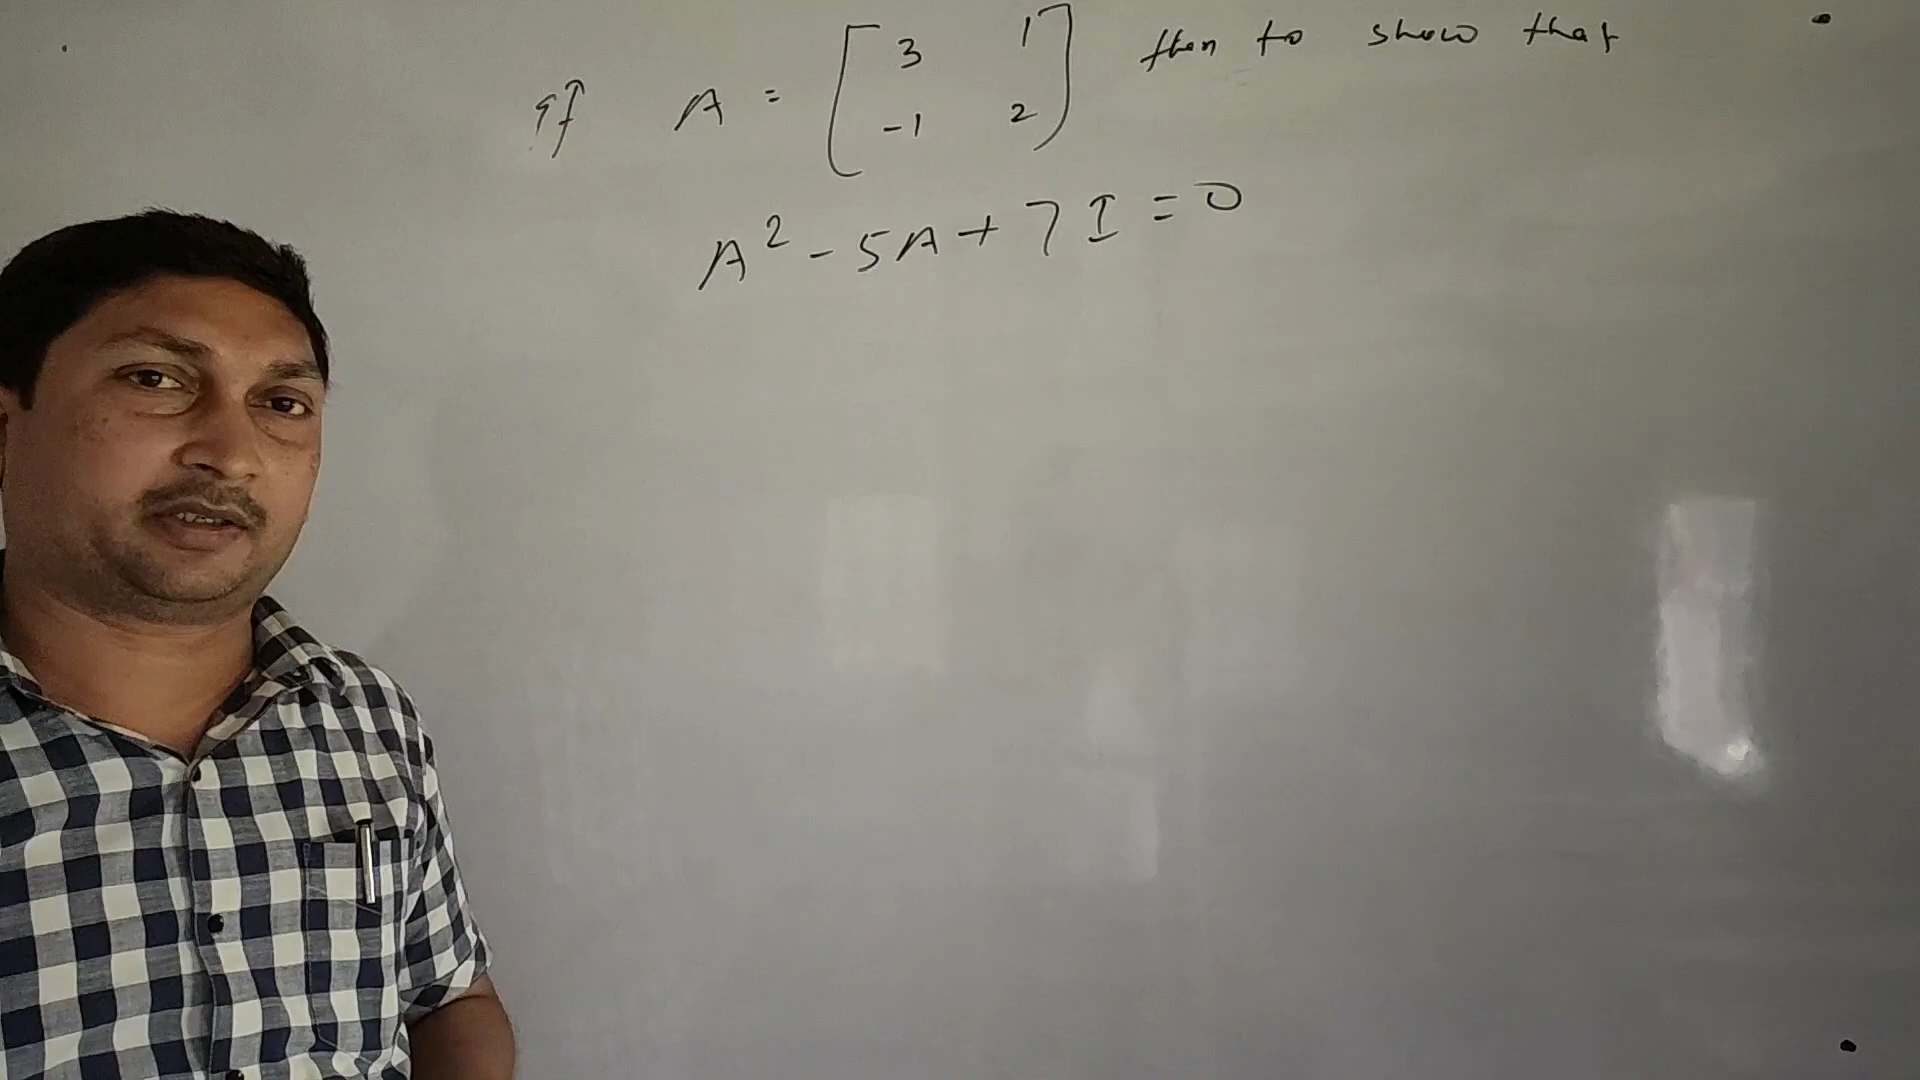 If A = [ 3 1 ] then to show that
[ -1 2 ]
A² - 5A + 7I = 0